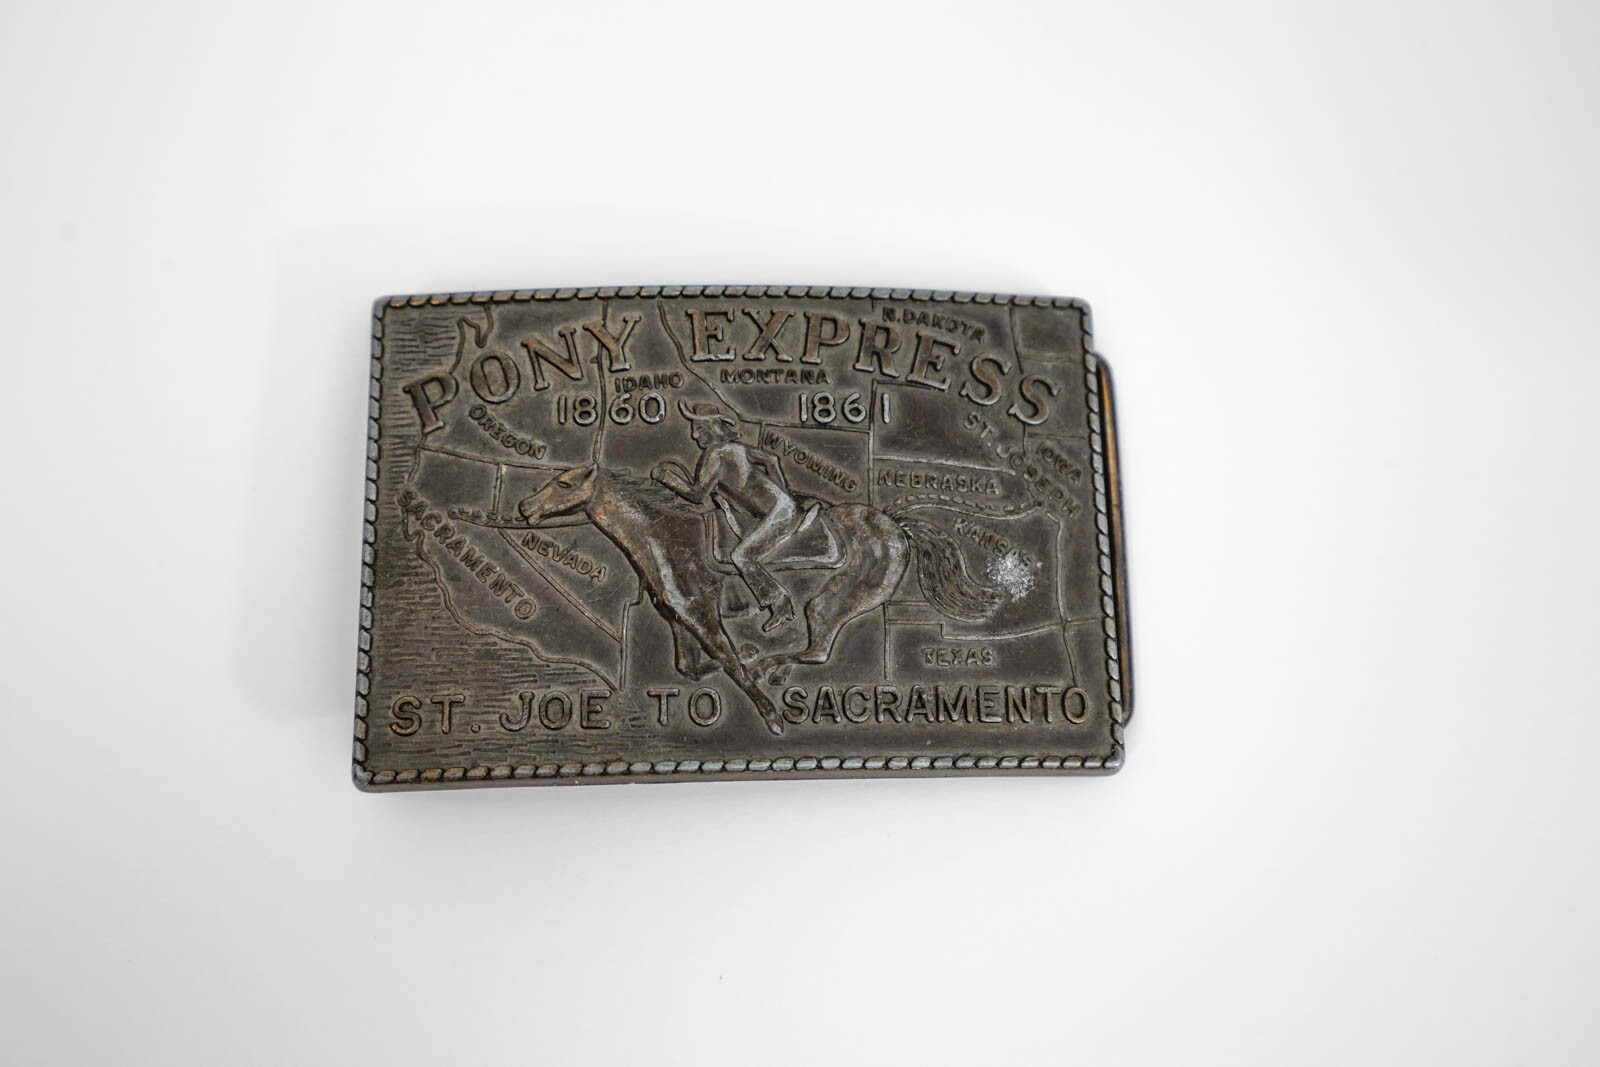 PONY EXPRESS
N. DAKOTA
IDAHO MONTANA
1860 1861
OREGON
WYOMING
ST. JOSEPH
IOWA
NEBRASKA
SACRAMENTO
NEVADA
KANSAS
TEXAS
ST. JOE TO SACRAMENTO